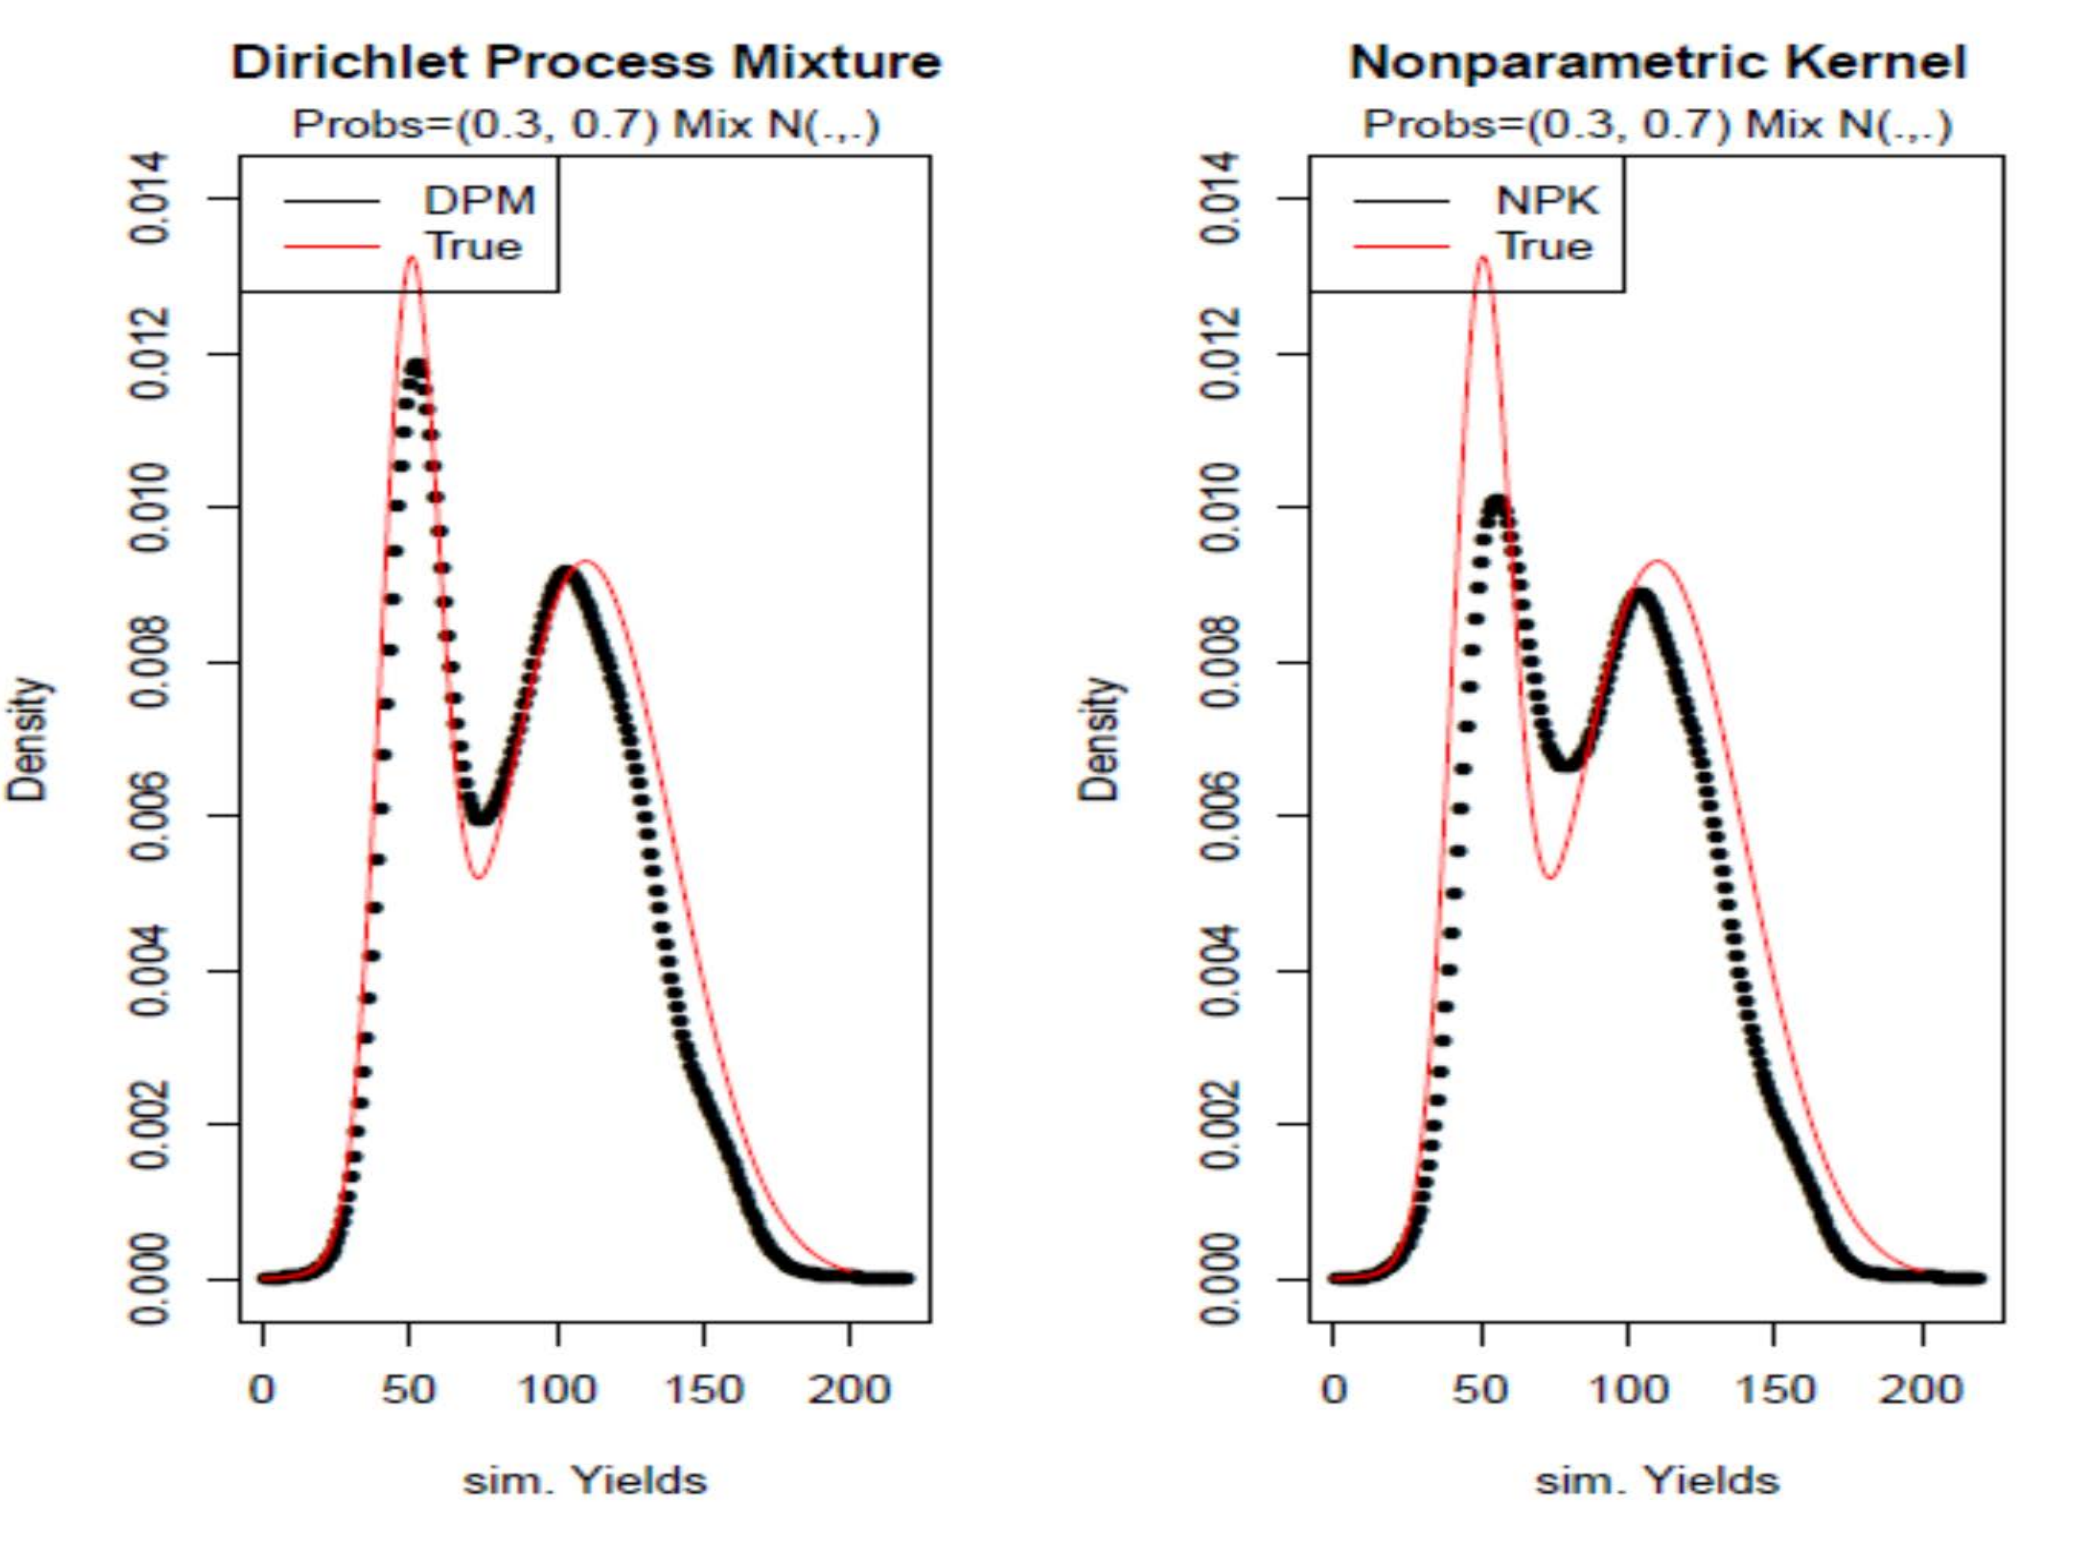 Dirichlet Process Mixture
Probs=(0.3, 0.7) Mix N(.,.)
DPM
True
0.014
0.012
0.010
0.008
0.006
0.004
0.002
0.000
Density
0 50 100 150 200
sim. Yields
Nonparametric Kernel
Probs=(0.3, 0.7) Mix N(.,.)
NPK
True
0.014
0.012
0.010
0.008
0.006
0.004
0.002
0.000
Density
0 50 100 150 200
sim. Yields